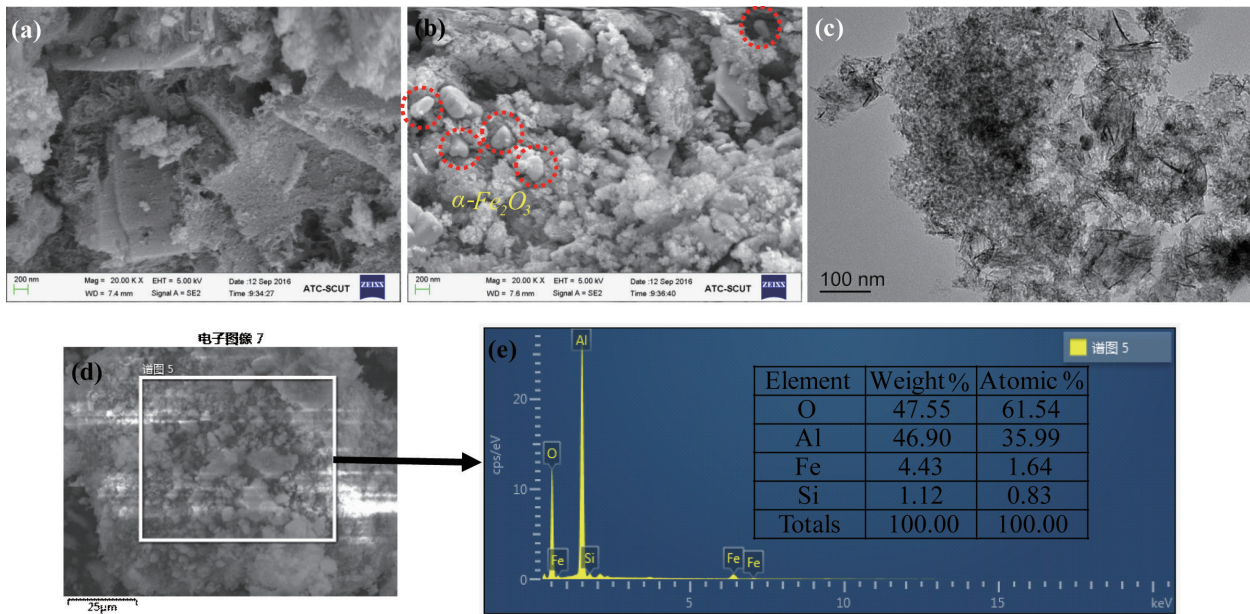 (a)
200 nm
Mag = 20.00 K X EHT = 5.00 kV Date :12 Sep 2016
WD = 7.4 mm Signal A = SE2 Time :9:34:27
ATC-SCUT
ZEISS
(b)
α-Fe2O3
200 nm
Mag = 20.00 K X EHT = 5.00 kV Date :12 Sep 2016
WD = 7.6 mm Signal A = SE2 Time :9:36:40
ATC-SCUT
ZEISS
(c)
100 nm
电子图像 7
(d)
谱图 5
25μm
(e)
谱图 5
cps/eV
20
10
0
Al
O
Fe
Si
Fe
Fe
5
10
15
keV
Element Weight % Atomic %
O 47.55 61.54
Al 46.90 35.99
Fe 4.43 1.64
Si 1.12 0.83
Totals 100.00 100.00